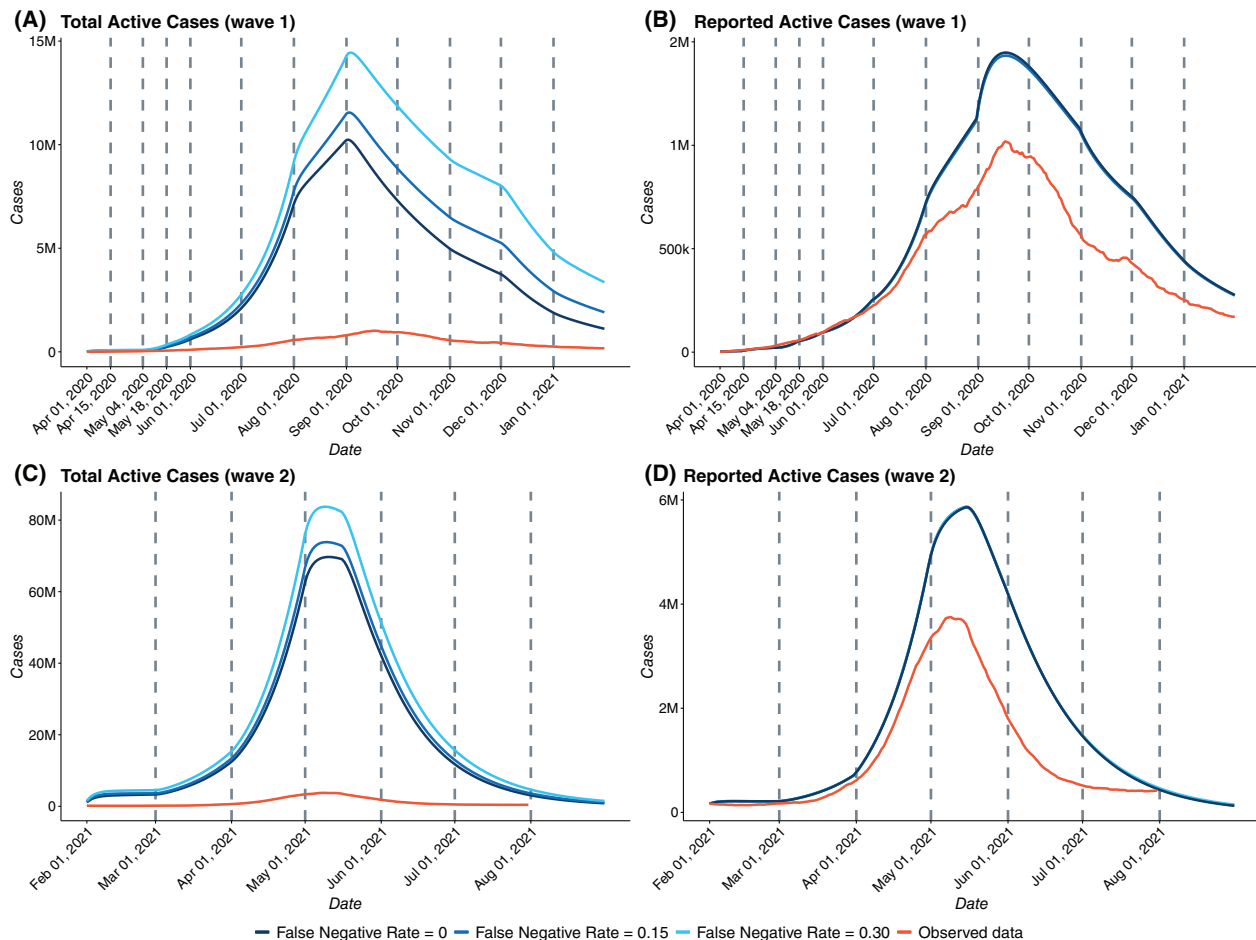 (A) Total Active Cases (wave 1)
15M
10M
5M
0
Cases
Apr 01, 2020
Apr 15, 2020
May 04, 2020
May 18, 2020
Jun 01, 2020
Jul 01, 2020
Aug 01, 2020
Sep 01, 2020
Oct 01, 2020
Nov 01, 2020
Dec 01, 2020
Jan 01, 2021
Date
(B) Reported Active Cases (wave 1)
2M
1M
500k
0
Cases
Apr 01, 2020
Apr 15, 2020
May 04, 2020
May 18, 2020
Jun 01, 2020
Jul 01, 2020
Aug 01, 2020
Sep 01, 2020
Oct 01, 2020
Nov 01, 2020
Dec 01, 2020
Jan 01, 2021
Date
(C) Total Active Cases (wave 2)
80M
60M
40M
20M
0
Cases
Feb 01, 2021
Mar 01, 2021
Apr 01, 2021
May 01, 2021
Jun 01, 2021
Jul 01, 2021
Aug 01, 2021
Date
(D) Reported Active Cases (wave 2)
6M
4M
2M
0
Cases
Feb 01, 2021
Mar 01, 2021
Apr 01, 2021
May 01, 2021
Jun 01, 2021
Jul 01, 2021
Aug 01, 2021
Date
False Negative Rate = 0 False Negative Rate = 0.15 False Negative Rate = 0.30 Observed data